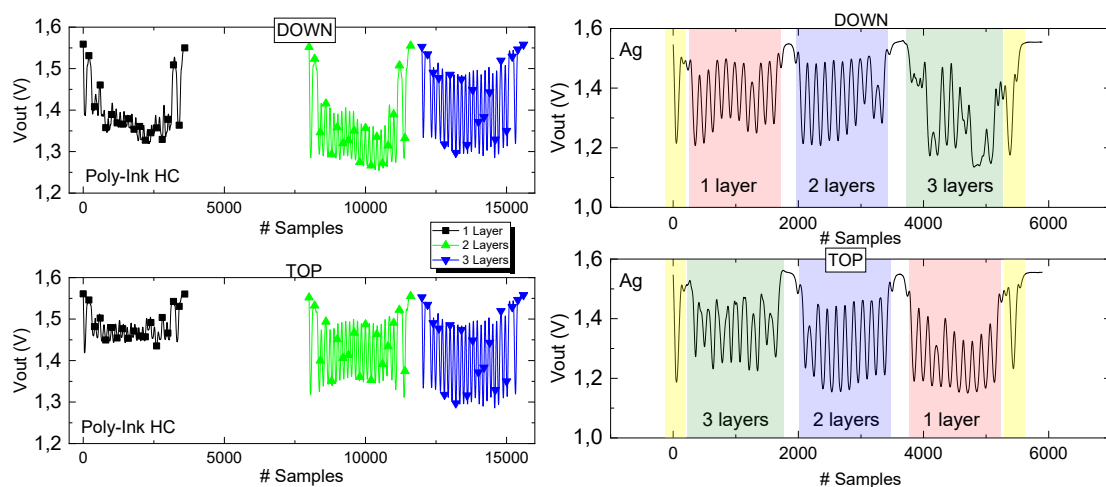 DOWN
1,6
1,5
1,4
1,3
1,2
Vout (V)
Poly-Ink HC
0
5000
10000
15000
# Samples
1 Layer
2 Layers
3 Layers
TOP
1,6
1,5
1,4
1,3
1,2
Vout (V)
Poly-Ink HC
0
5000
10000
15000
# Samples
DOWN
1,6
1,4
1,2
1,0
Vout (V)
Ag
1 layer
2 layers
3 layers
0
2000
4000
6000
# Samples
TOP
1,6
1,4
1,2
1,0
Vout (V)
Ag
3 layers
2 layers
1 layer
0
2000
4000
6000
# Samples